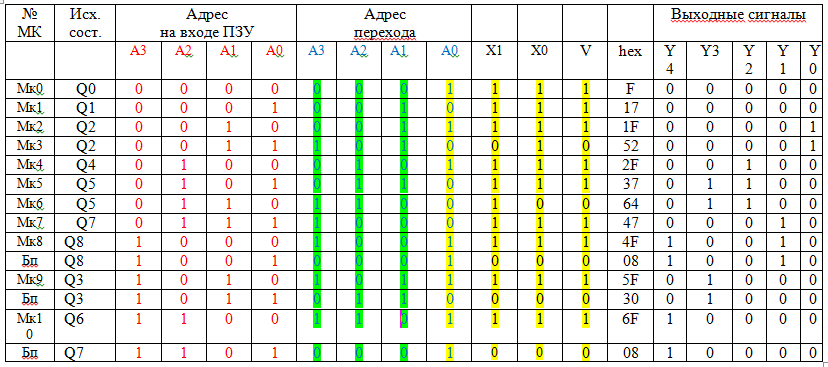 № МК Исх. сост. Адрес на входе ПЗУ Адрес перехода Выходные сигналы
A3 A2 A1 A0 A3 A2 A1 A0 X1 X0 V hex Y4 Y3 Y2 Y1 Y0
Мк0 Q0 0 0 0 0 0 0 0 1 1 1 1 F 0 0 0 0 0
Мк1 Q1 0 0 0 1 0 0 1 0 1 1 1 17 0 0 0 0 0
Мк2 Q2 0 0 1 0 0 0 1 1 1 1 1 1F 0 0 0 0 1
Мк3 Q2 0 0 1 1 1 0 1 0 0 1 0 52 0 0 0 0 1
Мк4 Q4 0 1 0 0 0 1 0 1 1 1 1 2F 0 0 1 0 0
Мк5 Q5 0 1 0 1 0 1 1 0 1 1 1 37 0 1 1 0 0
Мк6 Q5 0 1 1 0 1 1 0 0 1 0 0 64 0 1 1 0 0
Мк7 Q7 0 1 1 1 1 0 0 0 1 1 1 47 0 0 0 1 0
Мк8 Q8 1 0 0 0 1 0 0 1 1 1 1 4F 1 0 0 1 0
Бп Q8 1 0 0 1 0 0 0 1 0 0 0 08 1 0 0 1 0
Мк9 Q3 1 0 1 0 1 0 1 1 1 1 1 5F 0 1 0 0 0
Бп Q3 1 0 1 1 0 1 1 0 0 0 0 30 0 1 0 0 0
Мк10 Q6 1 1 0 0 1 1 0 1 1 1 1 6F 1 0 0 0 0
Бп Q7 1 1 0 1 0 0 0 1 0 0 0 08 1 0 0 0 0